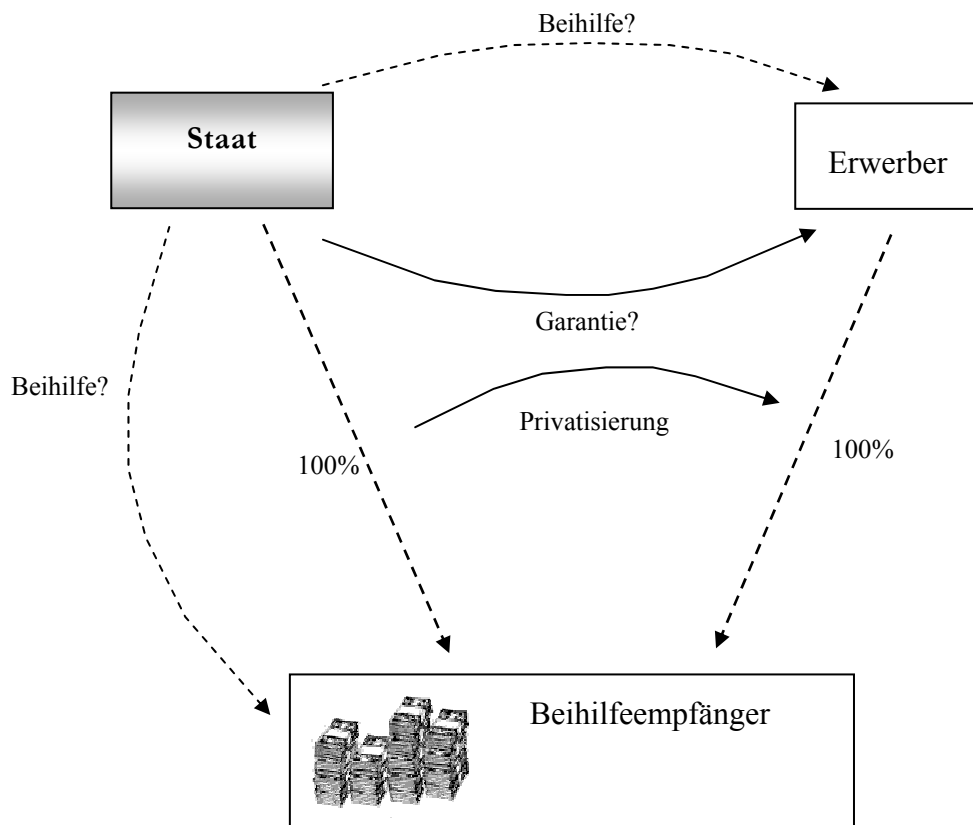 Beihilfe?
Staat
Erwerber
Garantie?
Beihilfe?
Privatisierung
100%
100%
Beihilfeempfänger